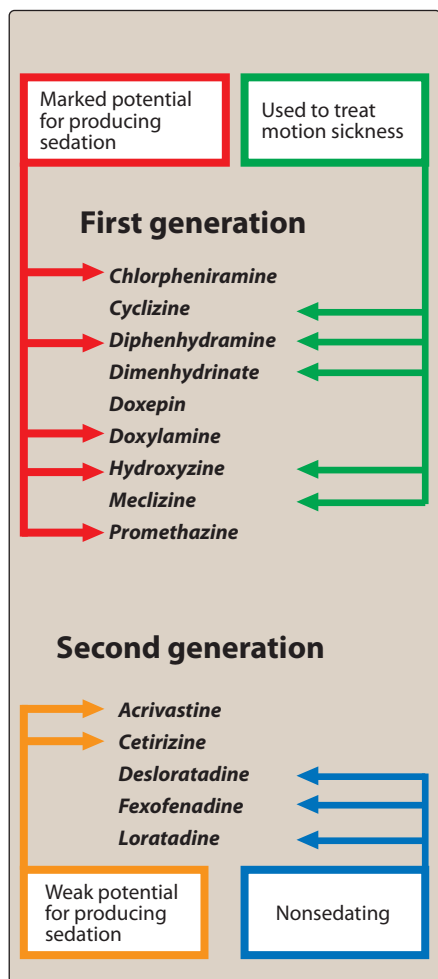 Marked potential
for producing
sedation
Used to treat
motion sickness
First generation
Chlorpheniramine
Cyclizine
Diphenhydramine
Dimenhydrinate
Doxepin
Doxylamine
Hydroxyzine
Meclizine
Promethazine
Second generation
Acrivastine
Cetirizine
Desloratadine
Fexofenadine
Loratadine
Weak potential
for producing
sedation
Nonsedating